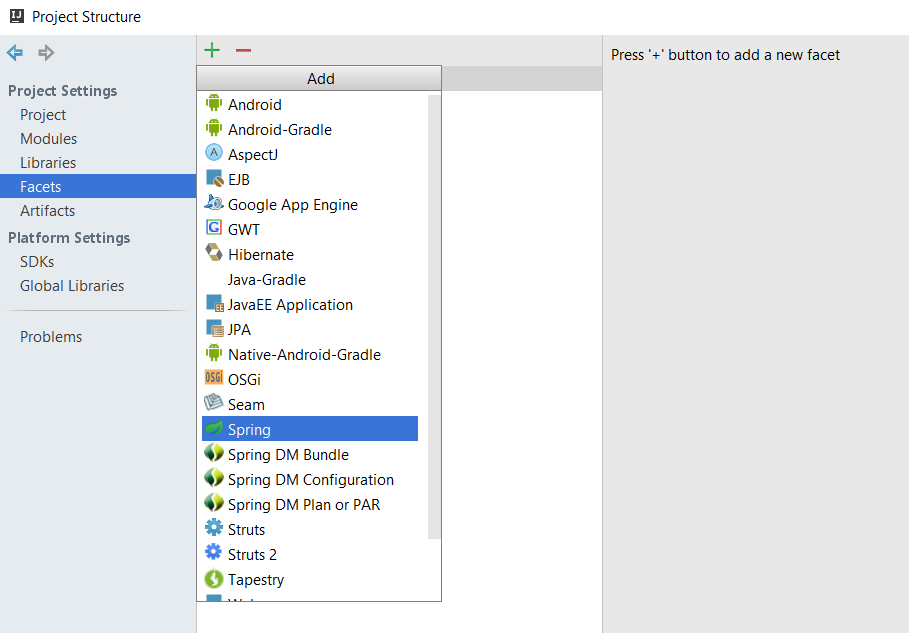 Project Structure
Press '+' button to add a new facet
Project Settings
Project
Modules
Libraries
Facets
Artifacts
Platform Settings
SDKs
Global Libraries
Problems
Add
Android
Android-Gradle
AspectJ
EJB
Google App Engine
GWT
Hibernate
Java-Gradle
JavaEE Application
JPA
Native-Android-Gradle
OSGi
Seam
Spring
Spring DM Bundle
Spring DM Configuration
Spring DM Plan or PAR
Struts
Struts 2
Tapestry